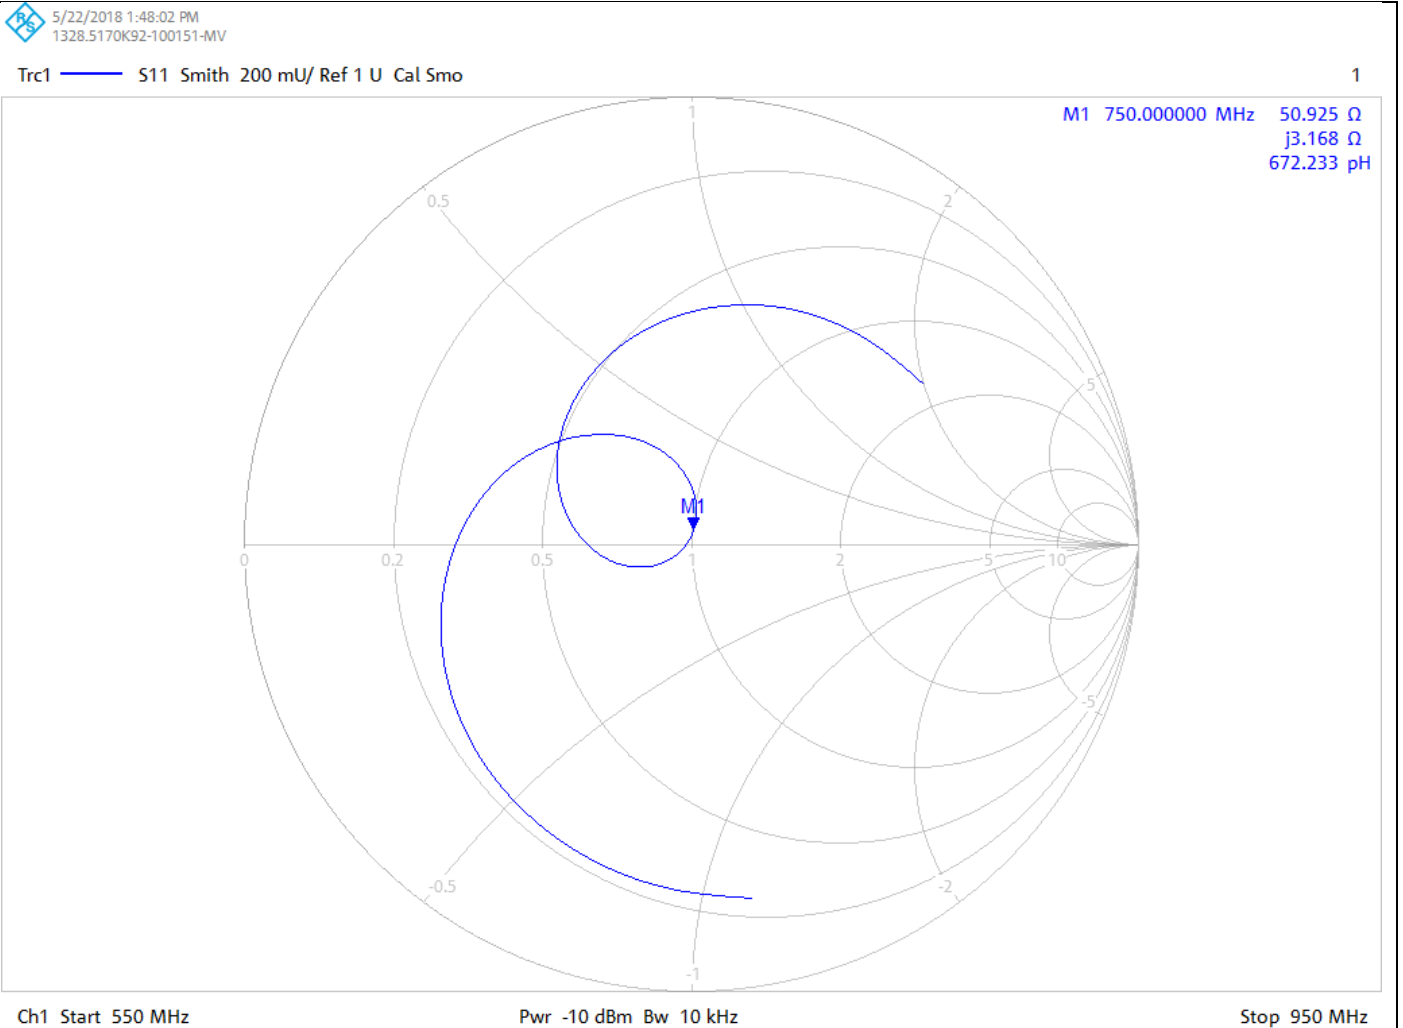 R&S
5/22/2018 1:48:02 PM
1328.5170K92-100151-MV
Trc1 S11 Smith 200 mU/ Ref 1 U Cal Smo 1
M1 750.000000 MHz 50.925 Ω
j3.168 Ω
672.233 pH
1
0.5 2
5
M1
0 0.2 0.5 1 2 5 10
-5
-0.5 -2
-1
Ch1 Start 550 MHz Pwr -10 dBm Bw 10 kHz Stop 950 MHz